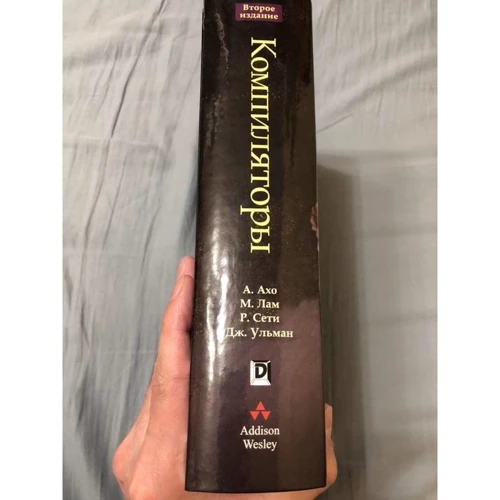 Второе
издание
Компиляторы
А. Ахо
М. Лам
Р. Сети
Дж. Ульман
D
Addison
Wesley